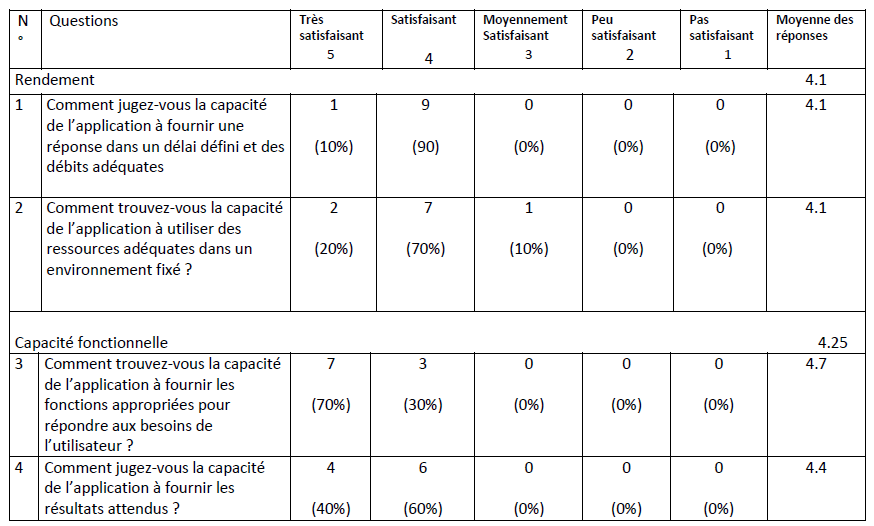 N° Questions Très satisfaisant 5 Satisfaisant 4 Moyennement Satisfaisant 3 Peu satisfaisant 2 Pas satisfaisant 1 Moyenne des réponses
Rendement 4.1
1 Comment jugez-vous la capacité 1 9 0 0 0 4.1
de l’application à fournir une
réponse dans un délai défini et des (10%) (90) (0%) (0%) (0%)
débits adéquates
2 Comment trouvez-vous la capacité 2 7 1 0 0 4.1
de l’application à utiliser des
ressources adéquates dans un (20%) (70%) (10%) (0%) (0%)
environnement fixé ?
Capacité fonctionnelle 4.25
3 Comment trouvez-vous la capacité 7 3 0 0 0 4.7
de l’application à fournir les
fonctions appropriées pour (70%) (30%) (0%) (0%) (0%)
répondre aux besoins de
l’utilisateur ?
4 Comment jugez-vous la capacité 4 6 0 0 0 4.4
de l’application à fournir les
résultats attendus ? (40%) (60%) (0%) (0%) (0%)